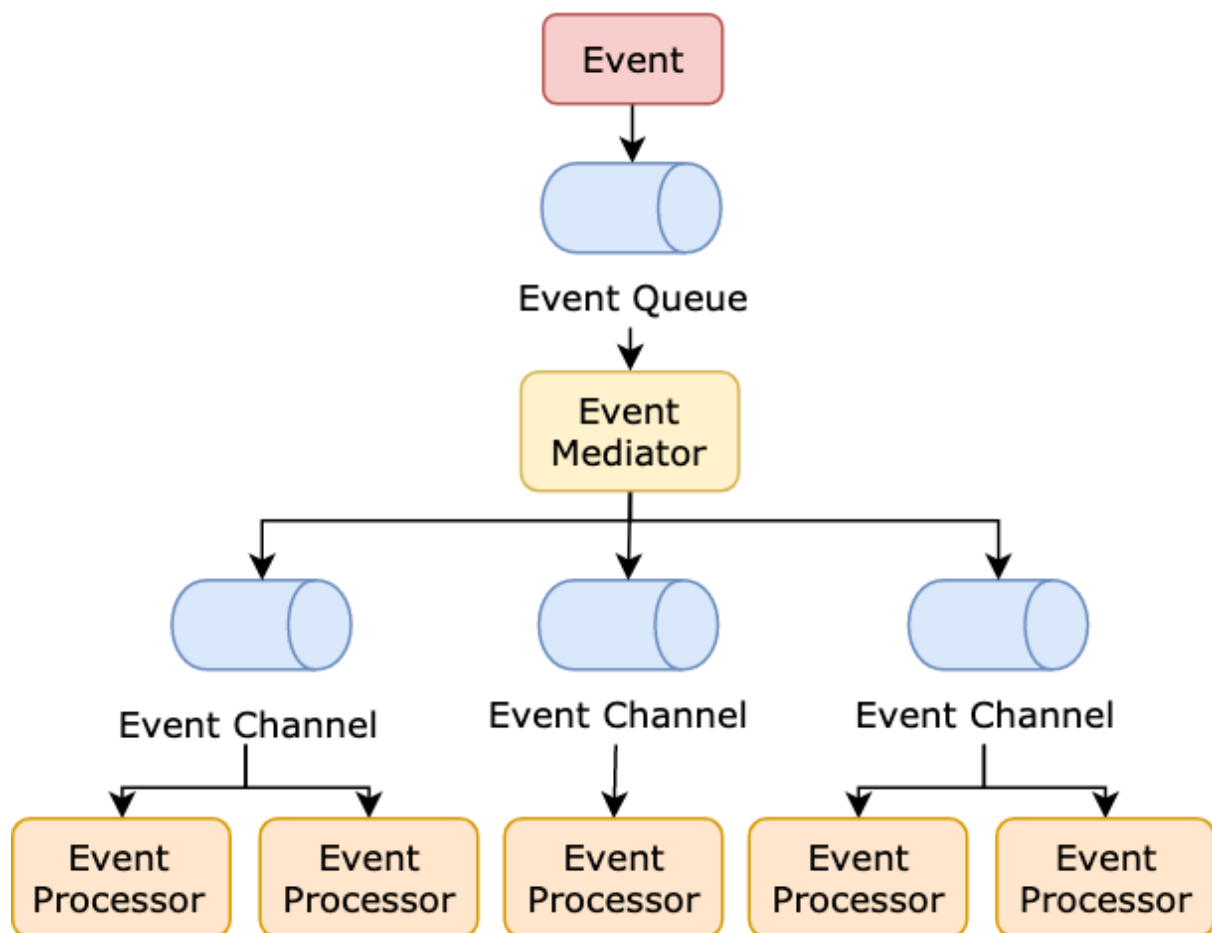 Event
Event Queue
Event
Mediator
Event Channel
Event Channel
Event Channel
Event
Processor
Event
Processor
Event
Processor
Event
Processor
Event
Processor